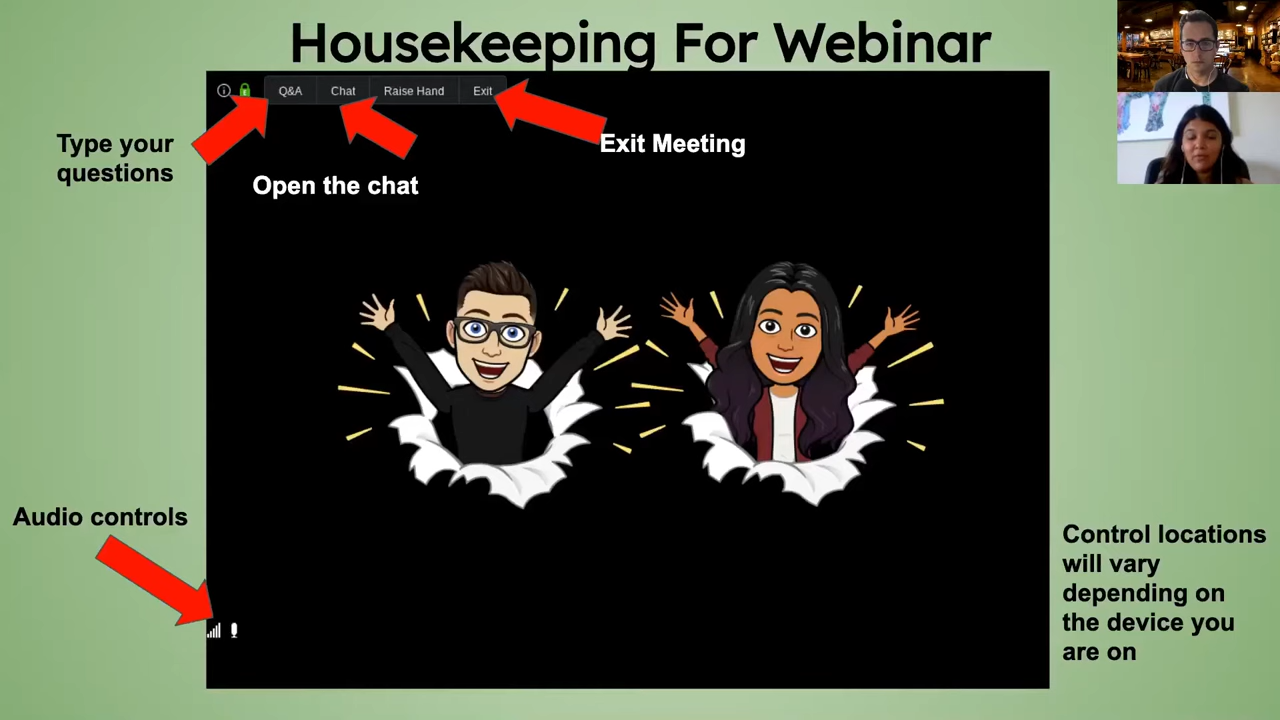 Housekeeping For Webinar
Q&A Chat Raise Hand Exit
Type your
questions
Exit Meeting
Open the chat
Audio controls
Control locations
will vary
depending on
the device you
are on